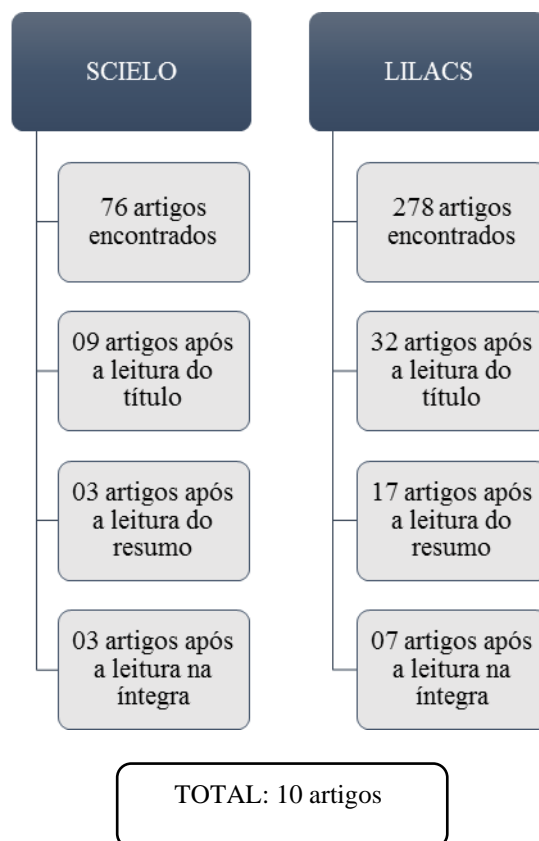 SCIELO
76 artigos
encontrados
09 artigos após
a leitura do
título
03 artigos após
a leitura do
resumo
03 artigos após
a leitura na
íntegra
LILACS
278 artigos
encontrados
32 artigos após
a leitura do
título
17 artigos após
a leitura do
resumo
07 artigos após
a leitura na
íntegra
TOTAL: 10 artigos